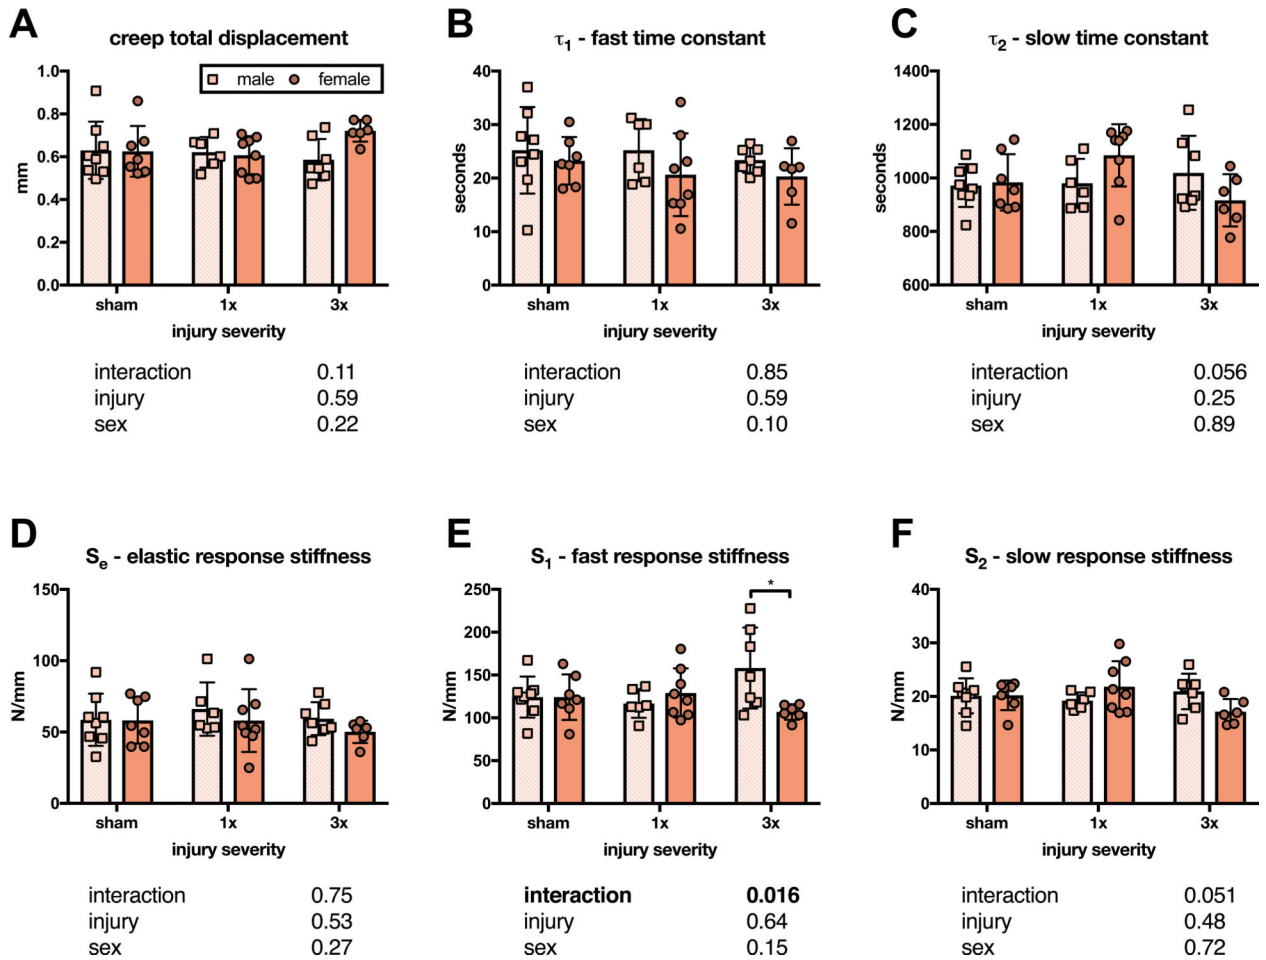 A
creep total displacement
1.0
0.8
0.6
0.4
0.2
0.0
mm
male female
sham 1x 3x
injury severity
interaction 0.11
injury 0.59
sex 0.22
B
τ1 - fast time constant
40
30
20
10
0
seconds
sham 1x 3x
injury severity
interaction 0.85
injury 0.59
sex 0.10
C
τ2 - slow time constant
1400
1200
1000
800
600
seconds
sham 1x 3x
injury severity
interaction 0.056
injury 0.25
sex 0.89
D
Se - elastic response stiffness
150
100
50
0
N/mm
sham 1x 3x
injury severity
interaction 0.75
injury 0.53
sex 0.27
E
S1 - fast response stiffness
250
200
150
100
50
0
N/mm
*
sham 1x 3x
injury severity
interaction 0.016
injury 0.64
sex 0.15
F
S2 - slow response stiffness
40
30
20
10
0
N/mm
sham 1x 3x
injury severity
interaction 0.051
injury 0.48
sex 0.72